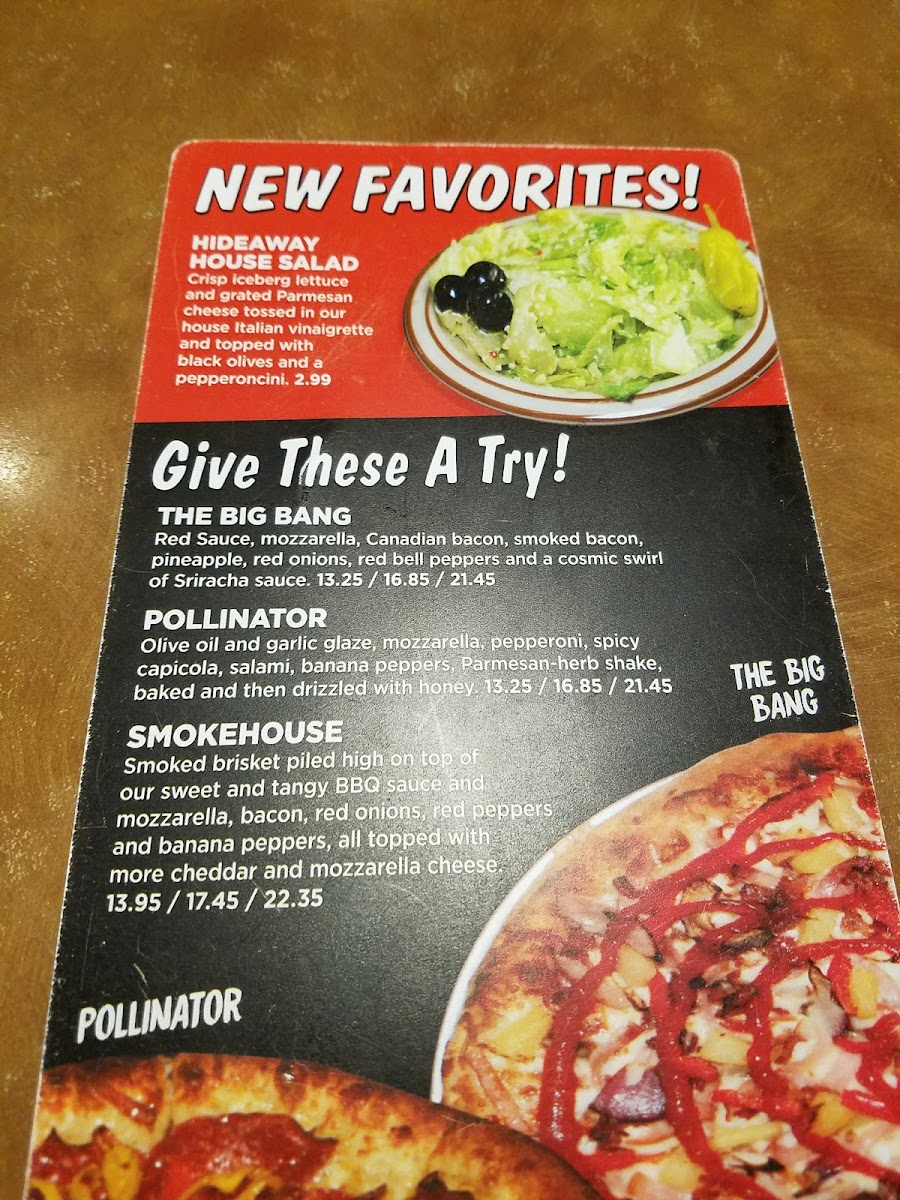 NEW FAVORITES!
HIDEAWAY
HOUSE SALAD
Crisp iceberg lettuce
and grated Parmesan
cheese tossed in our
house Italian vinaigrette
and topped with
black olives and a
pepperoncini. 2.99
Give These A Try!
THE BIG BANG
Red Sauce, mozzarella, Canadian bacon, smoked bacon,
pineapple, red onions, red bell peppers and a cosmic swirl
of Sriracha sauce. 13.25 / 16.85 / 21.45
POLLINATOR
Olive oil and garlic glaze, mozzarella, pepperoni, spicy
capicola, salami, banana peppers, Parmesan-herb shake,
baked and then drizzled with honey. 13.25 / 16.85 / 21.45
THE BIG
BANG
SMOKEHOUSE
Smoked brisket piled high on top of
our sweet and tangy BBQ sauce and
mozzarella, bacon, red onions, red peppers
and banana peppers, all topped with
more cheddar and mozzarella cheese.
13.95 / 17.45 / 22.35
POLLINATOR